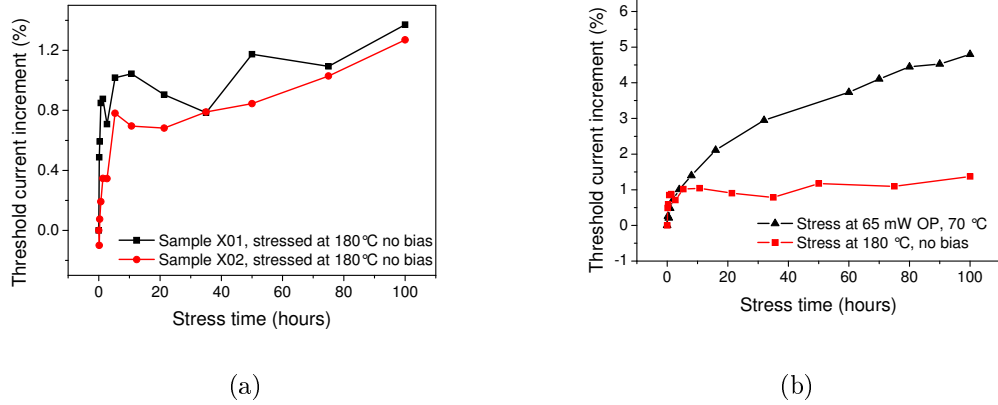 Threshold current increment (%)
1.2
0.8
0.4
0.0
Sample X01, stressed at 180°C no bias
Sample X02, stressed at 180°C no bias
0 20 40 60 80 100
Stress time (hours)
(a)
Threshold current increment (%)
6
5
4
3
2
1
0
-1
Stress at 65 mW OP, 70 °C
Stress at 180 °C, no bias
0 20 40 60 80 100
Stress time (hours)
(b)